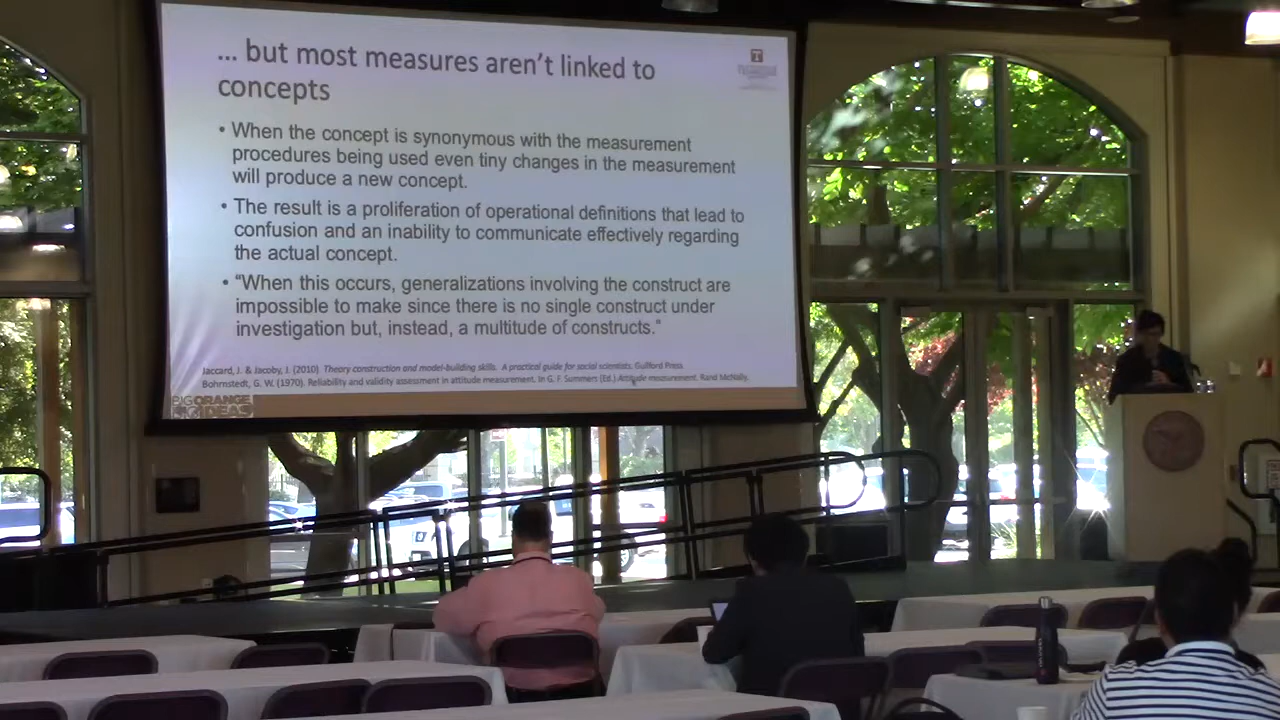 ... but most measures aren't linked to
concepts
• When the concept is synonymous with the measurement
procedures being used even tiny changes in the measurement
will produce a new concept.
• The result is a proliferation of operational definitions that lead to
confusion and an inability to communicate effectively regarding
the actual concept.
• "When this occurs, generalizations involving the construct are
impossible to make since there is no single construct under
investigation but, instead, a multitude of constructs."
Jaccard, J. & Jacoby, J. (2010). Theory construction and model-building skills. A practical guide for social scientists. Guilford Press.
Bohrnstedt, G. W. (1970). Reliability and validity assessment in attitude measurement. In G. F. Summers (Ed.) Attitude measurement. Rand McNally.
BIGORANGE
BIGIDEAS